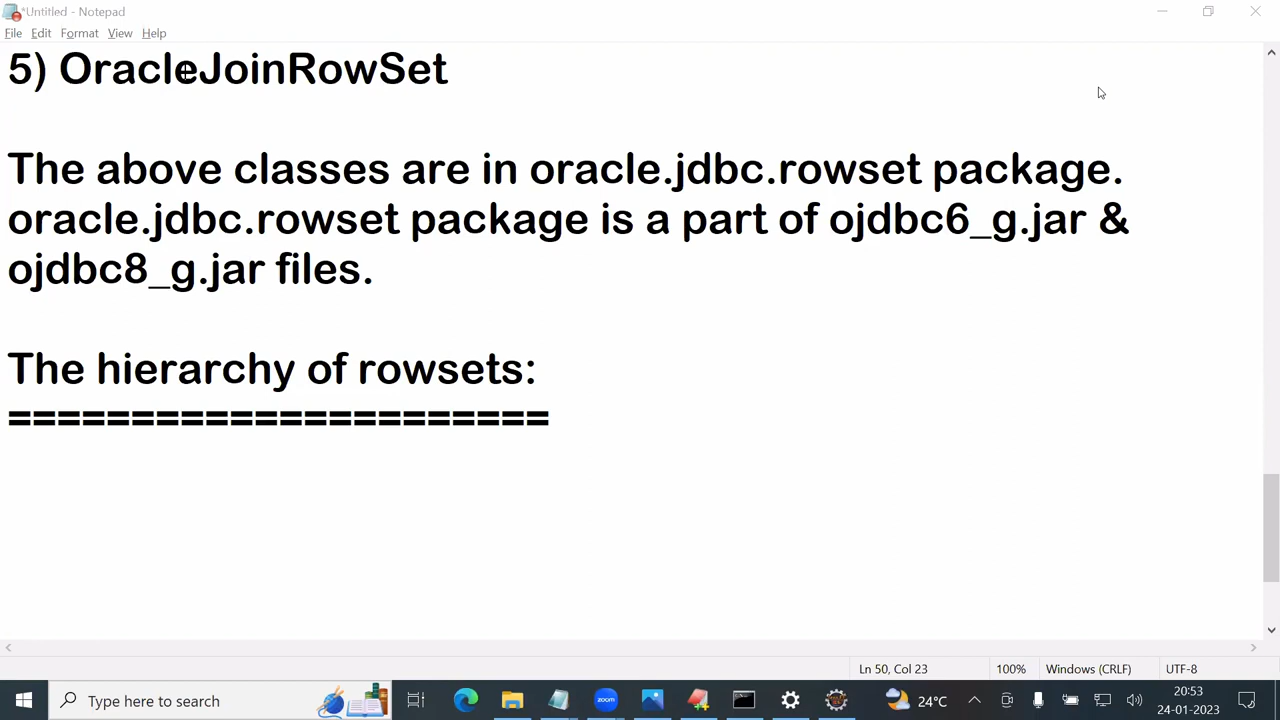 *Untitled - Notepad
File Edit Format View Help
5) OracleJoinRowSet
The above classes are in oracle.jdbc.rowset package.
oracle.jdbc.rowset package is a part of ojdbc6_g.jar &
ojdbc8_g.jar files.
The hierarchy of rowsets:
======================
Ln 50, Col 23 100% Windows (CRLF) UTF-8
Type here to search
zoom
24°C
20:53
24-01-2023